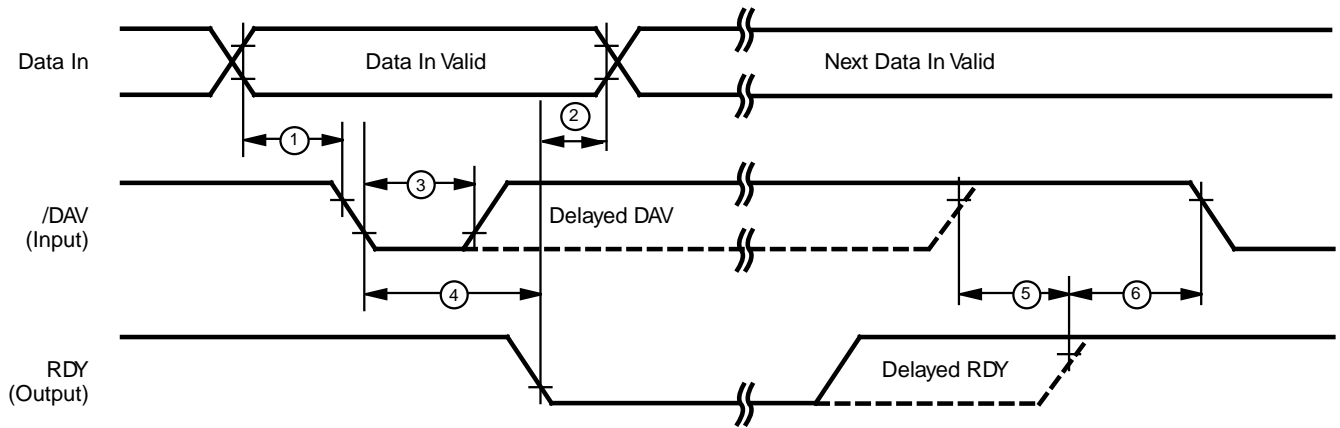 Data In
Data In Valid
Next Data In Valid
1
2
3
/DAV
(Input)
Delayed DAV
4
5
6
RDY
(Output)
Delayed RDY